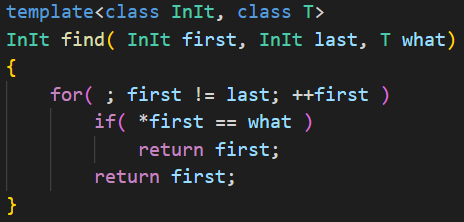 template<class InIt, class T>
InIt find( InIt first, InIt last, T what)
{
    for( ; first != last; ++first )
        if( *first == what )
            return first;
        return first;
}